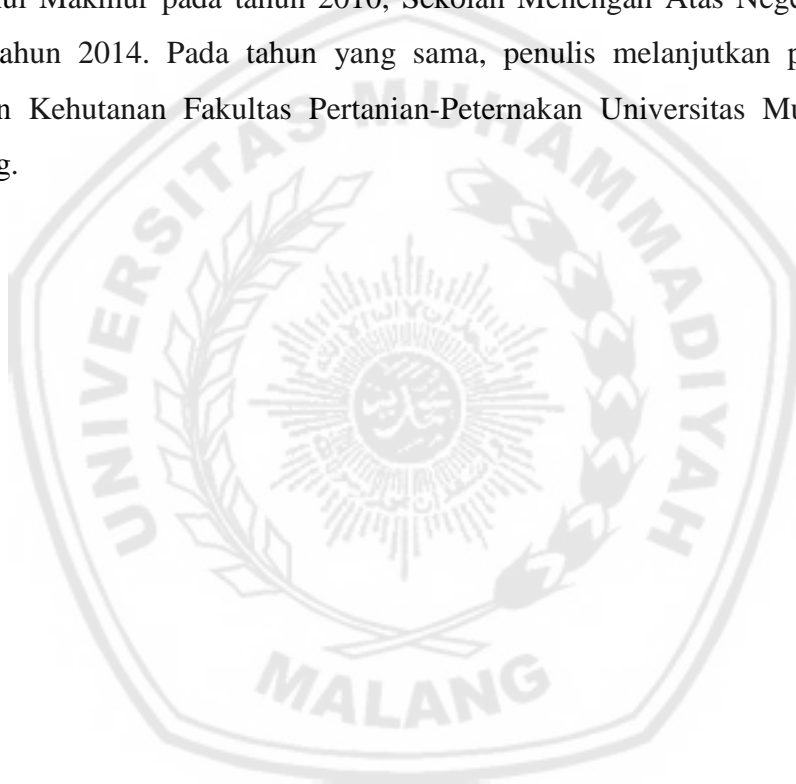 Makmur pada tahun 2010, Sekolah Menengah Atas Nege
ahun 2014. Pada tahun yang sama, penulis melanjutkan p
n Kehutanan Fakultas Pertanian-Peternakan Universitas Mu
g.
UNIVERSITAS MUHAMMADIYAH
MALANG